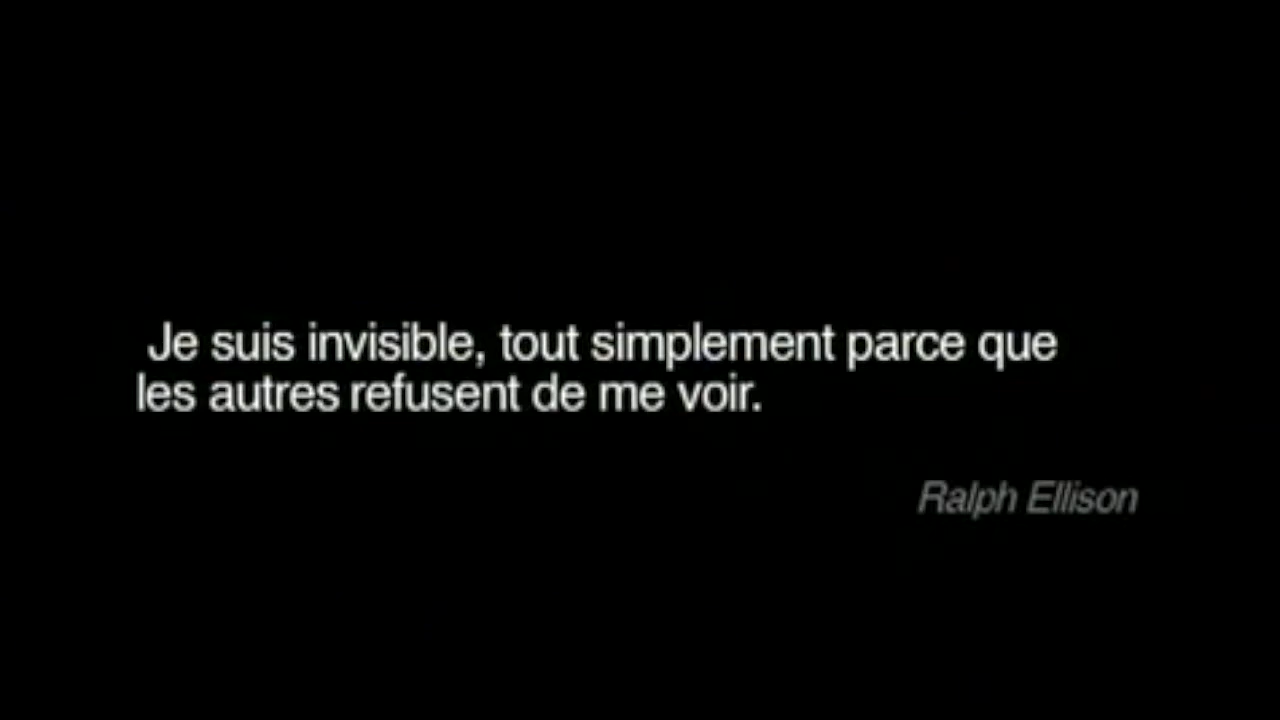 Je suis invisible, tout simplement parce que
les autres refusent de me voir.
Ralph Ellison